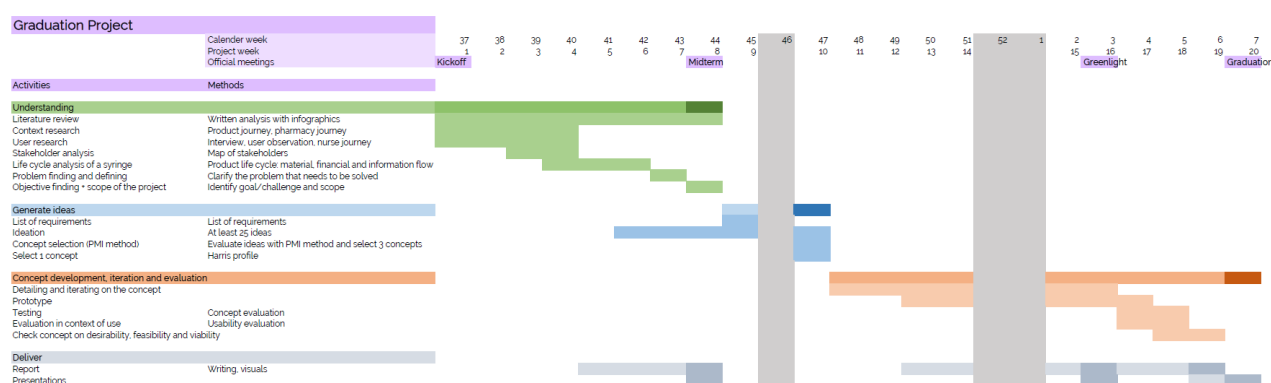 Graduation Project
Calender week 37 38 39 40 41 42 43 44 45 46 47 48 49 50 51 52 1 2 3 4 5 6 7
Project week 1 2 3 4 5 6 7 8 9 10 11 12 13 14 15 16 17 18 19 20
Official meetings Kickoff Midterm Greenlight Graduation
Activities Methods
Understanding
Literature review Written analysis with infographics
Context research Product journey, pharmacy journey
User research Interview, user observation, nurse journey
Stakeholder analysis Map of stakeholders
Life cycle analysis of a syringe Product life cycle: material, financial and information flow
Problem finding and defining Clarify the problem that needs to be solved
Objective finding + scope of the project Identify goal/challenge and scope
Generate ideas
List of requirements List of requirements
Ideation At least 25 ideas
Concept selection (PMI method) Evaluate ideas with PMI method and select 3 concepts
Select 1 concept Harris profile
Concept development, iteration and evaluation
Detailing and iterating on the concept
Prototype
Testing Concept evaluation
Evaluation in context of use Usability evaluation
Check concept on desirability, feasibility and viability
Deliver
Report Writing, visuals
Presentations